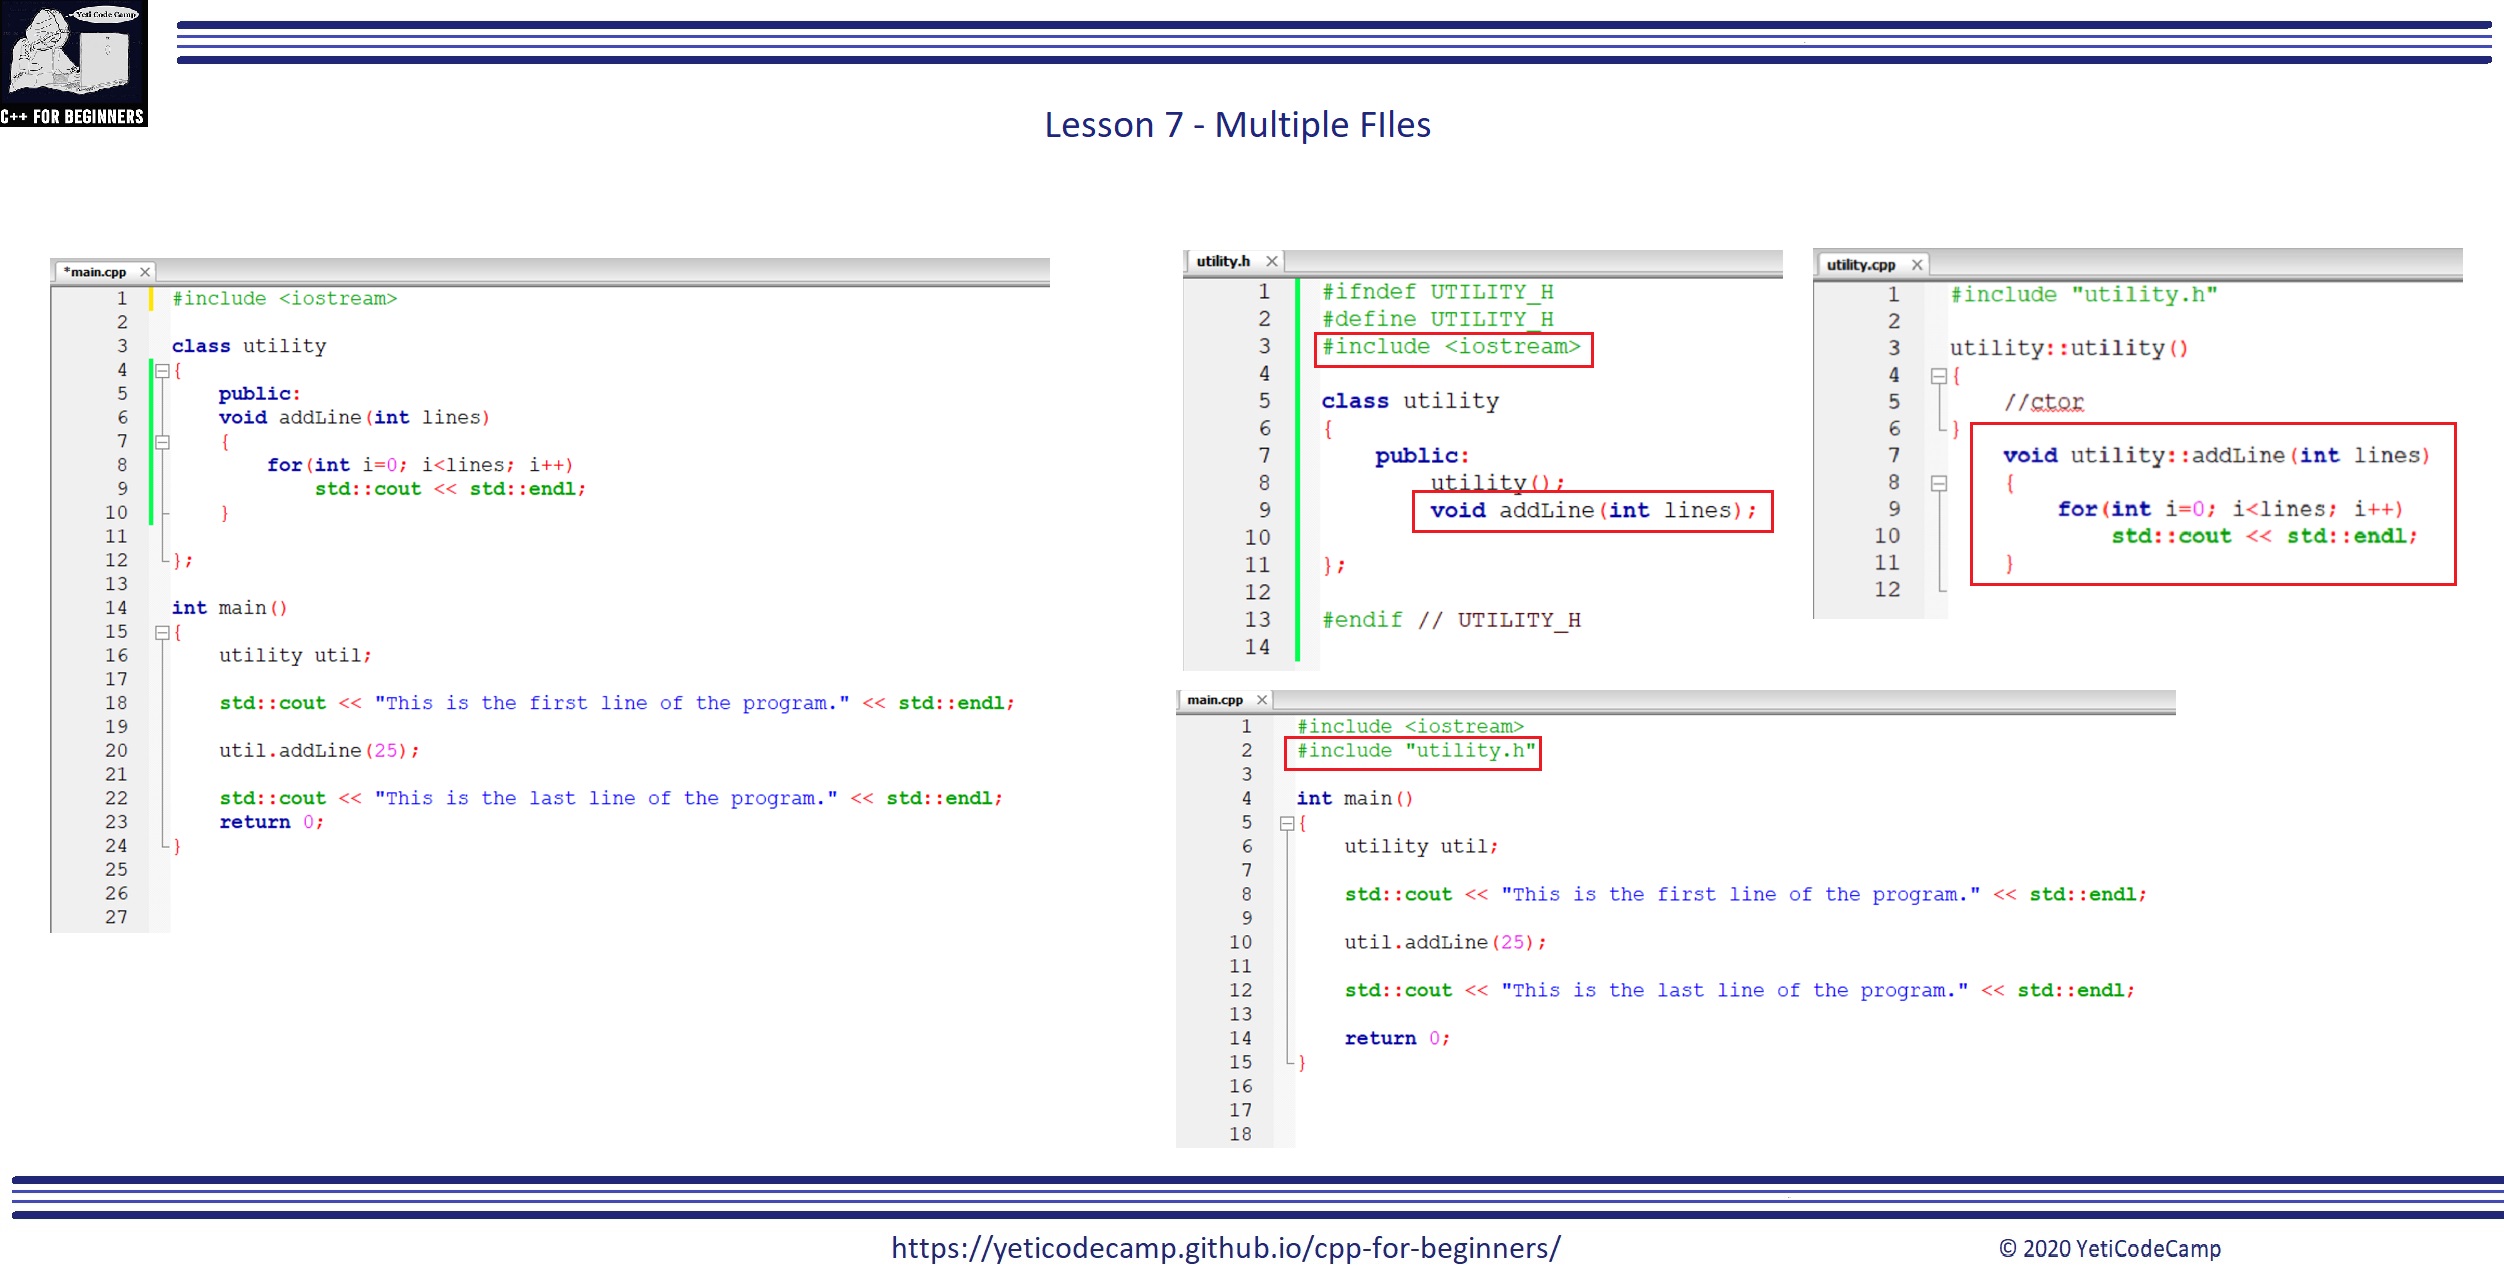 Yeti Code Camp
C++ FOR BEGINNERS
Lesson 7 - Multiple FIles
*main.cpp
1 #include <iostream>
2
3 class utility
4 {
5 public:
6 void addLine(int lines)
7 {
8 for(int i=0; i<lines; i++)
9 std::cout << std::endl;
10 }
11
12 };
13
14 int main()
15 {
16 utility util;
17
18 std::cout << "This is the first line of the program." << std::endl;
19
20 util.addLine(25);
21
22 std::cout << "This is the last line of the program." << std::endl;
23 return 0;
24 }
25
26
27
utility.h
1 #ifndef UTILITY_H
2 #define UTILITY_H
3 #include <iostream>
4
5 class utility
6 {
7 public:
8 utility();
9 void addLine(int lines);
10
11 };
12
13 #endif // UTILITY_H
14
utility.cpp
1 #include "utility.h"
2
3 utility::utility()
4 {
5 //ctor
6 }
7 void utility::addLine(int lines)
8 {
9 for(int i=0; i<lines; i++)
10 std::cout << std::endl;
11 }
12
main.cpp
1 #include <iostream>
2 #include "utility.h"
3
4 int main()
5 {
6 utility util;
7
8 std::cout << "This is the first line of the program." << std::endl;
9
10 util.addLine(25);
11
12 std::cout << "This is the last line of the program." << std::endl;
13
14 return 0;
15 }
16
17
18
https://yeticodecamp.github.io/cpp-for-beginners/
© 2020 YetiCodeCamp